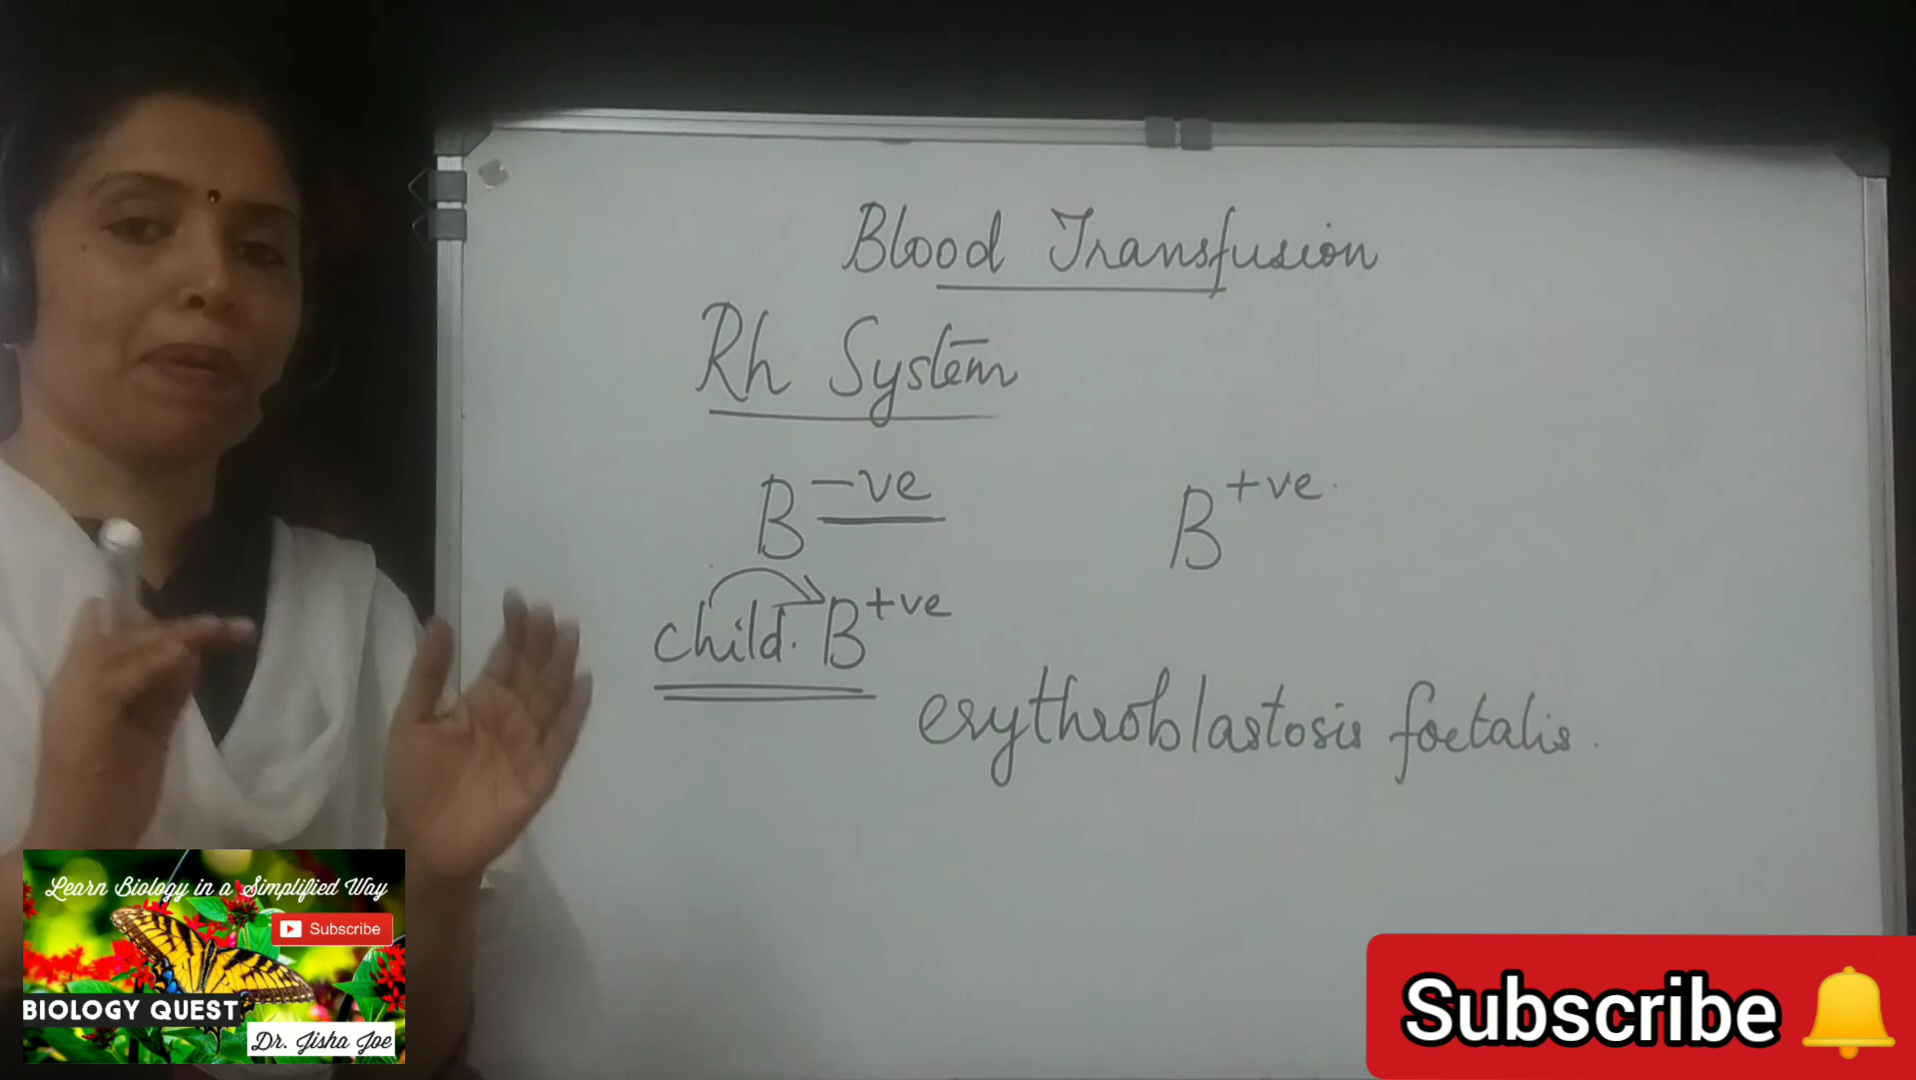 Blood Transfusion
Rh System
B -ve
B +ve
child. B +ve
erythroblastosis foetalis.
Learn Biology in a Simplified Way
Subscribe
BIOLOGY QUEST
Dr. Jisha Joe
Subscribe